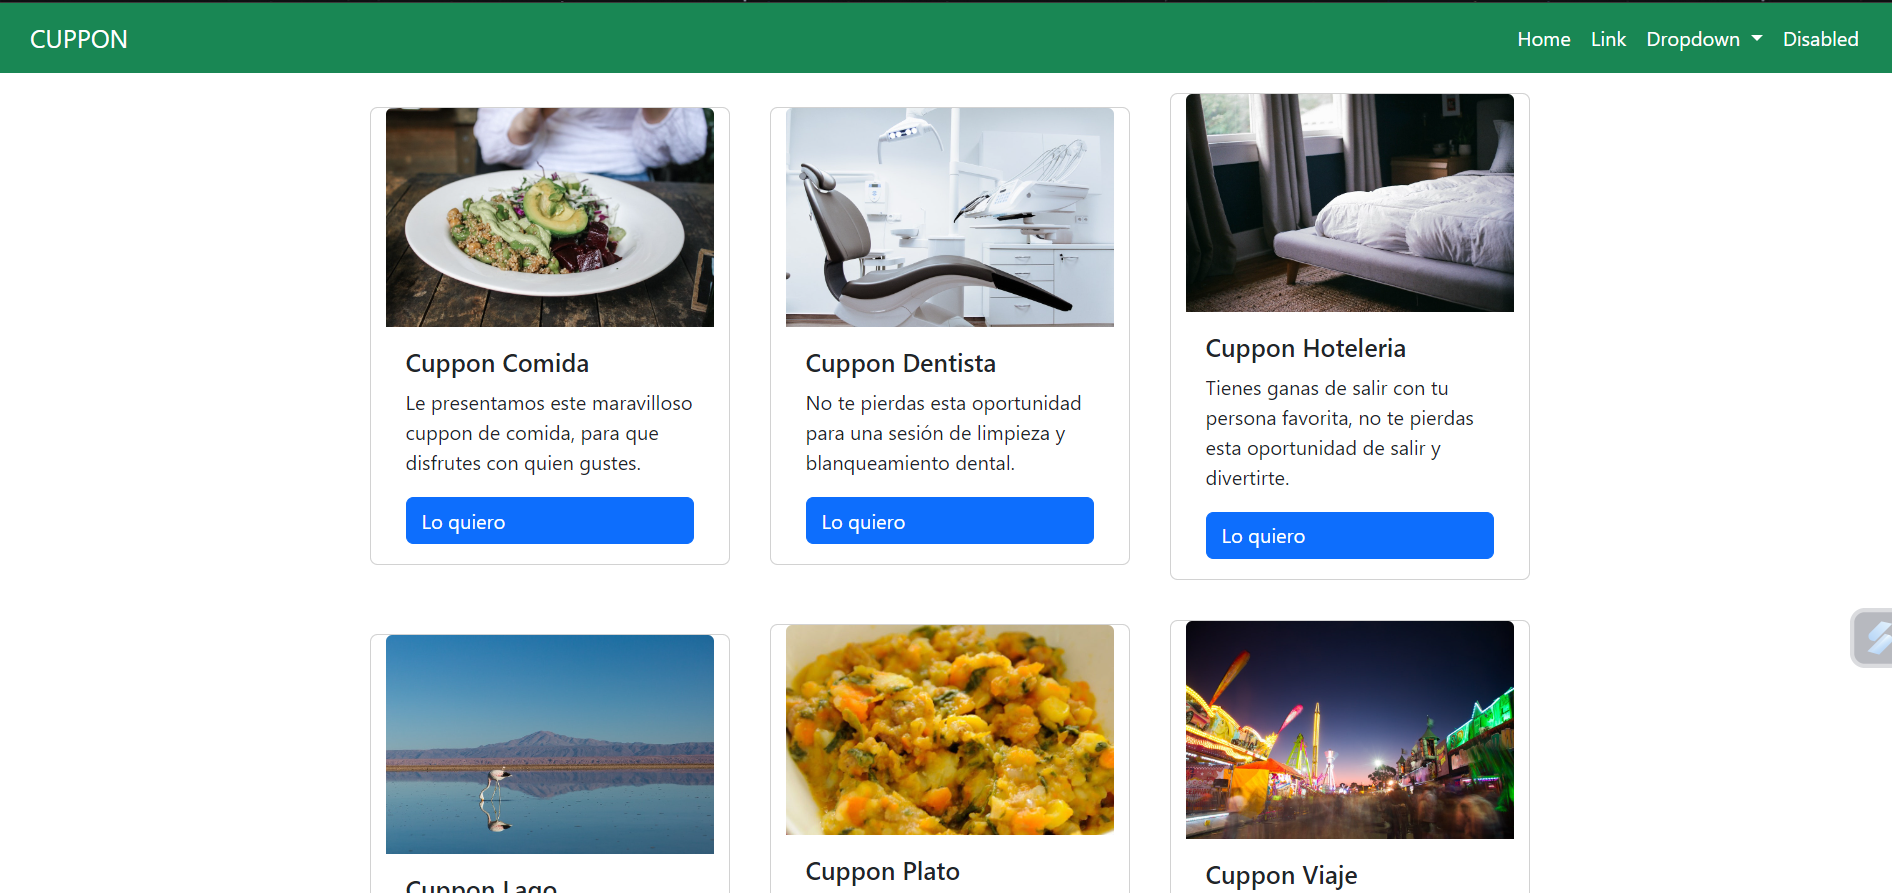 CUPPON
Home Link Dropdown Disabled
Cuppon Comida
Le presentamos este maravilloso
cuppon de comida, para que
disfrutes con quien gustes.
Lo quiero
Cuppon Dentista
No te pierdas esta oportunidad
para una sesión de limpieza y
blanqueamiento dental.
Lo quiero
Cuppon Hoteleria
Tienes ganas de salir con tu
persona favorita, no te pierdas
esta oportunidad de salir y
divertirte.
Lo quiero
Cuppon Lago
Cuppon Plato
Cuppon Viaje